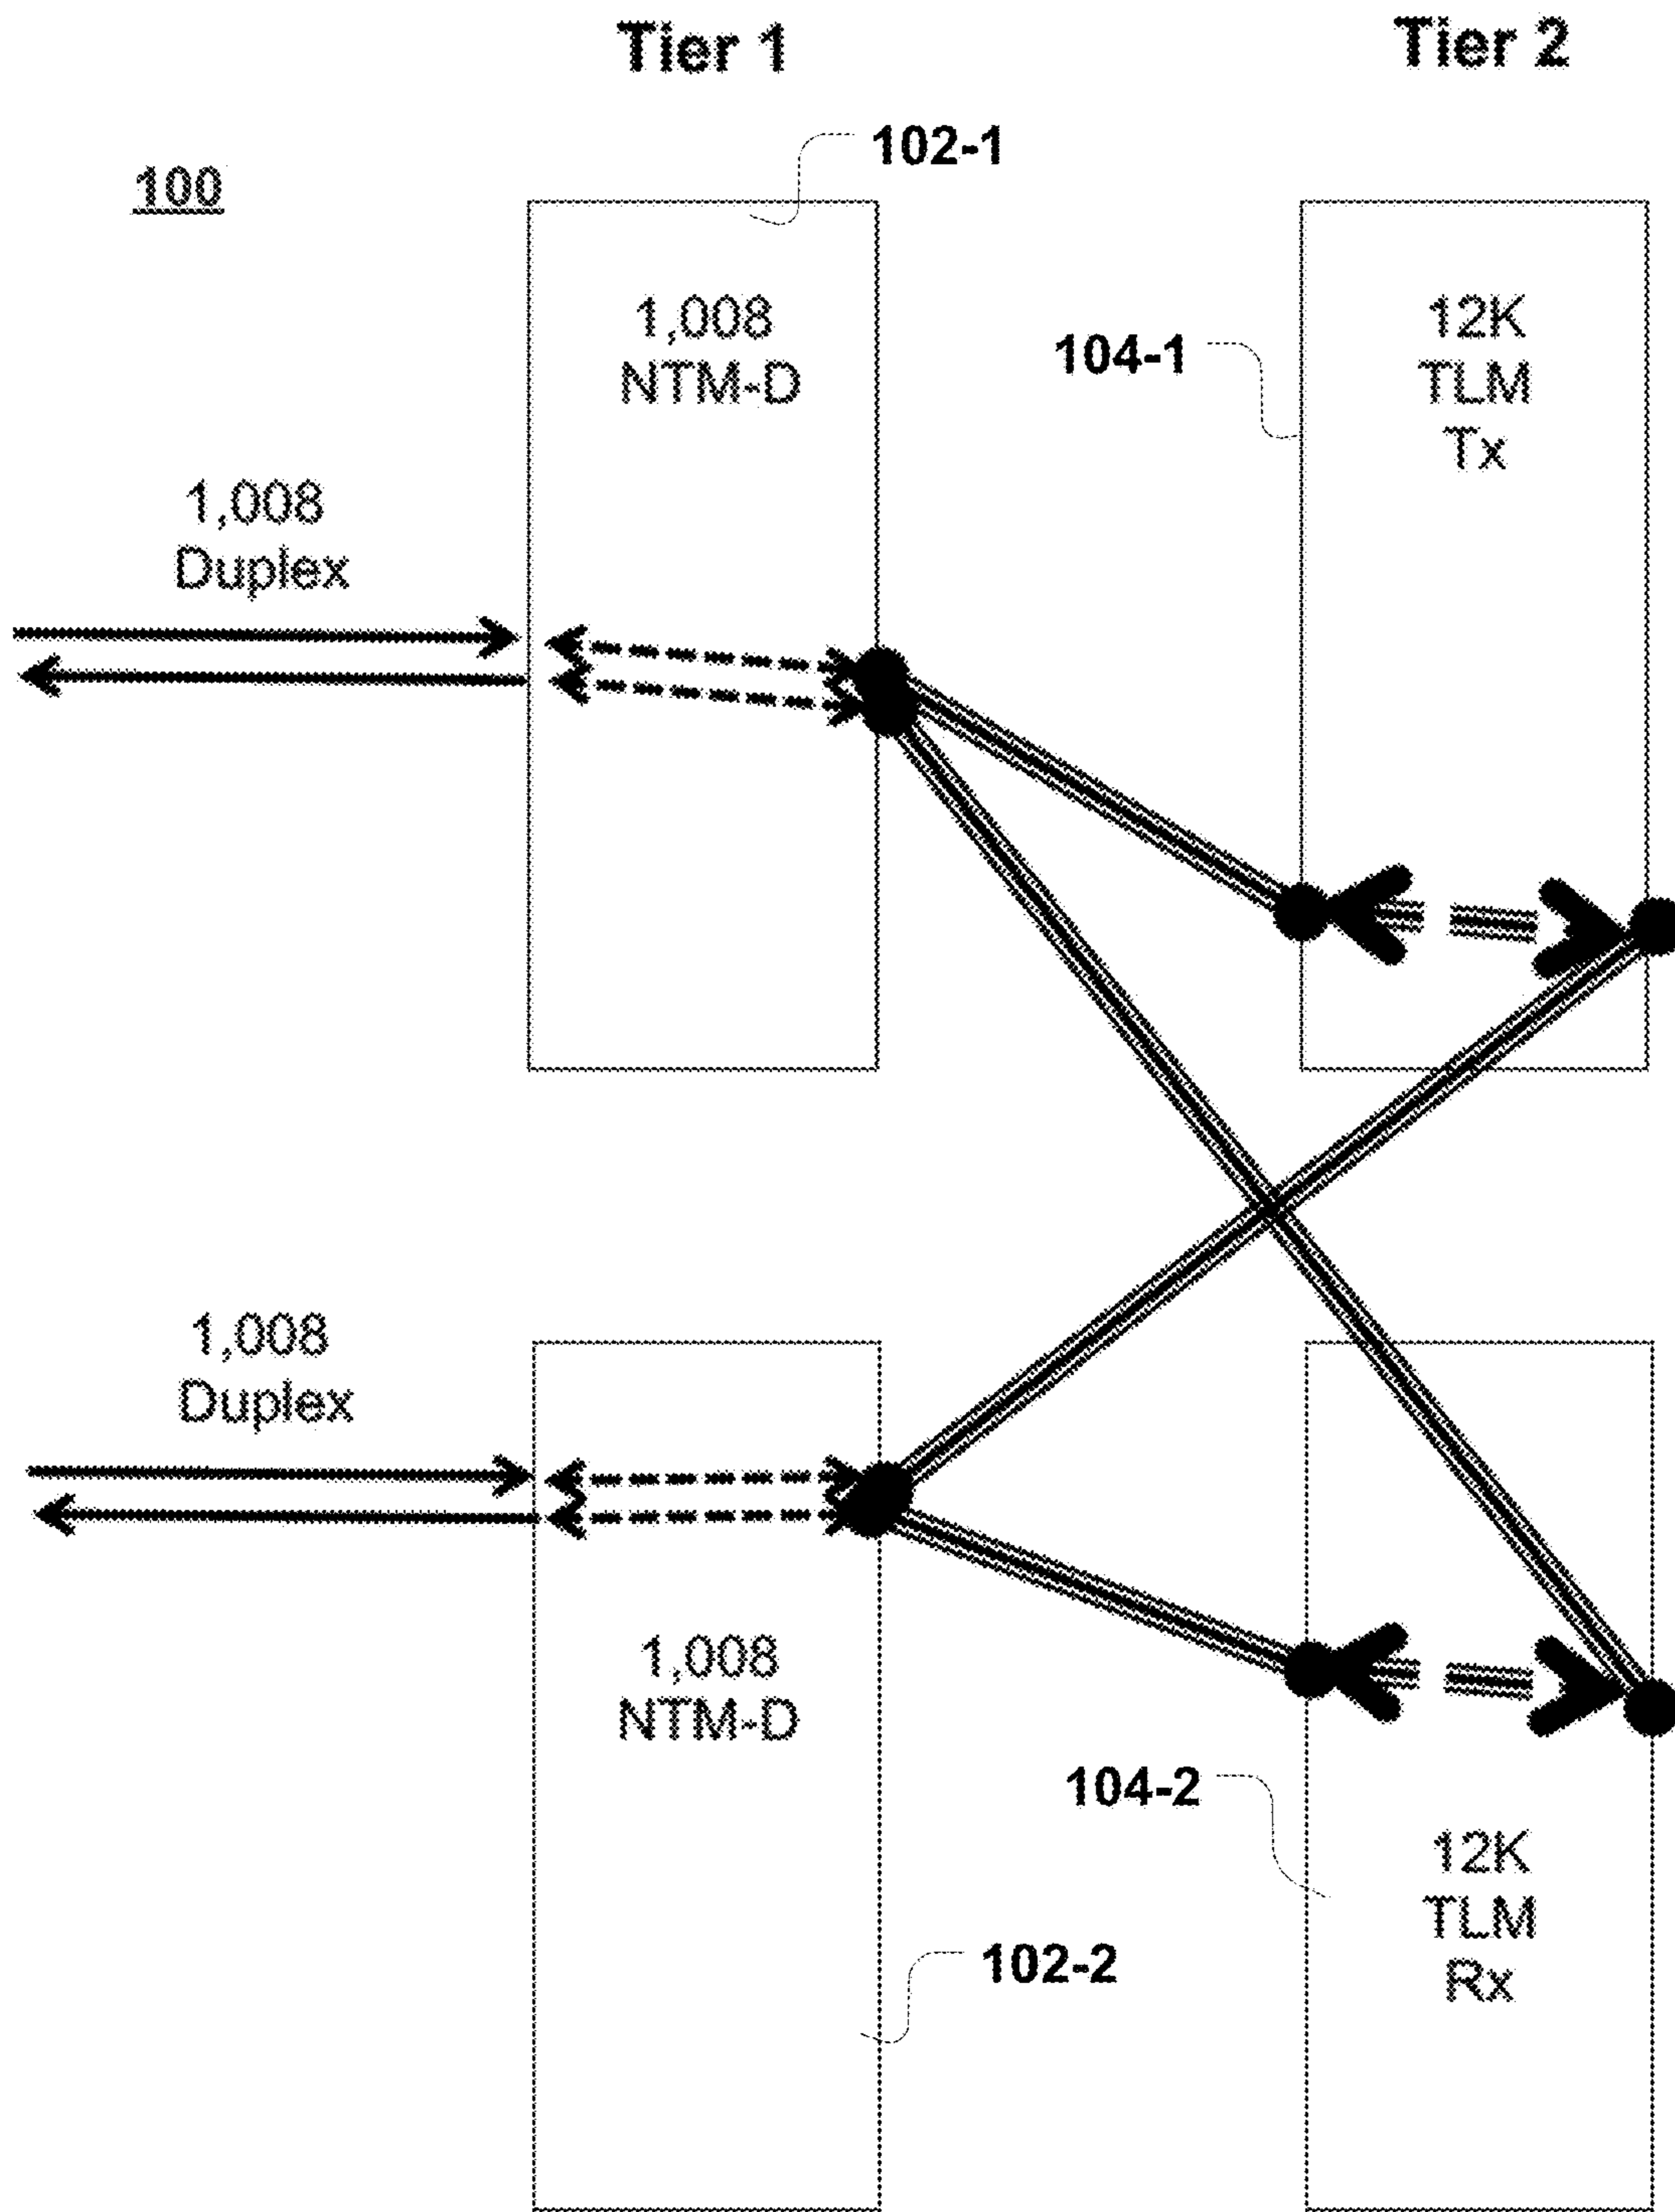 Tier 1
Tier 2
102-1
100
1,008
NTM-D
12K
TLM
Tx
104-1
1,008
Duplex
1,008
Duplex
1,008
NTM-D
104-2
12K
TLM
Rx
102-2